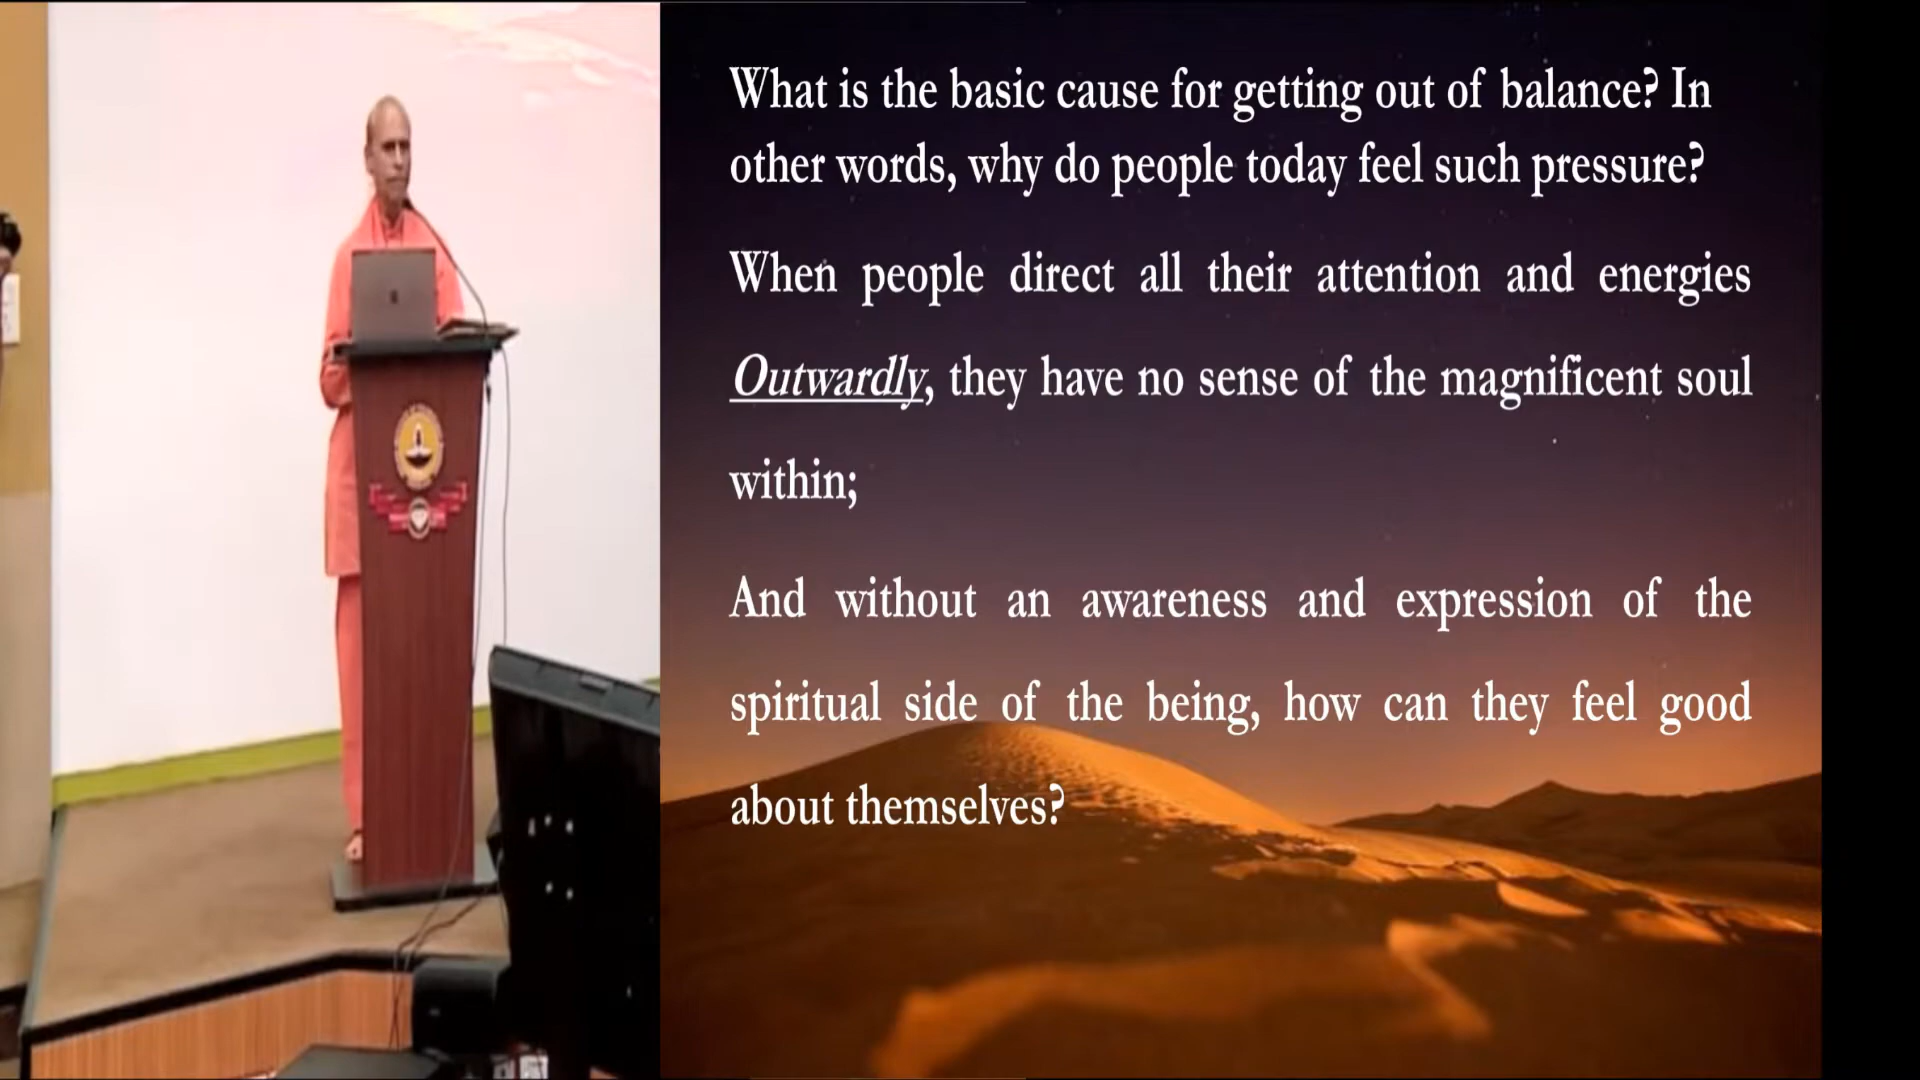 What is the basic cause for getting out of balance? In
other words, why do people today feel such pressure?
When people direct all their attention and energies
Outwardly, they have no sense of the magnificent soul
within;
And without an awareness and expression of the
spiritual side of the being, how can they feel good
about themselves?